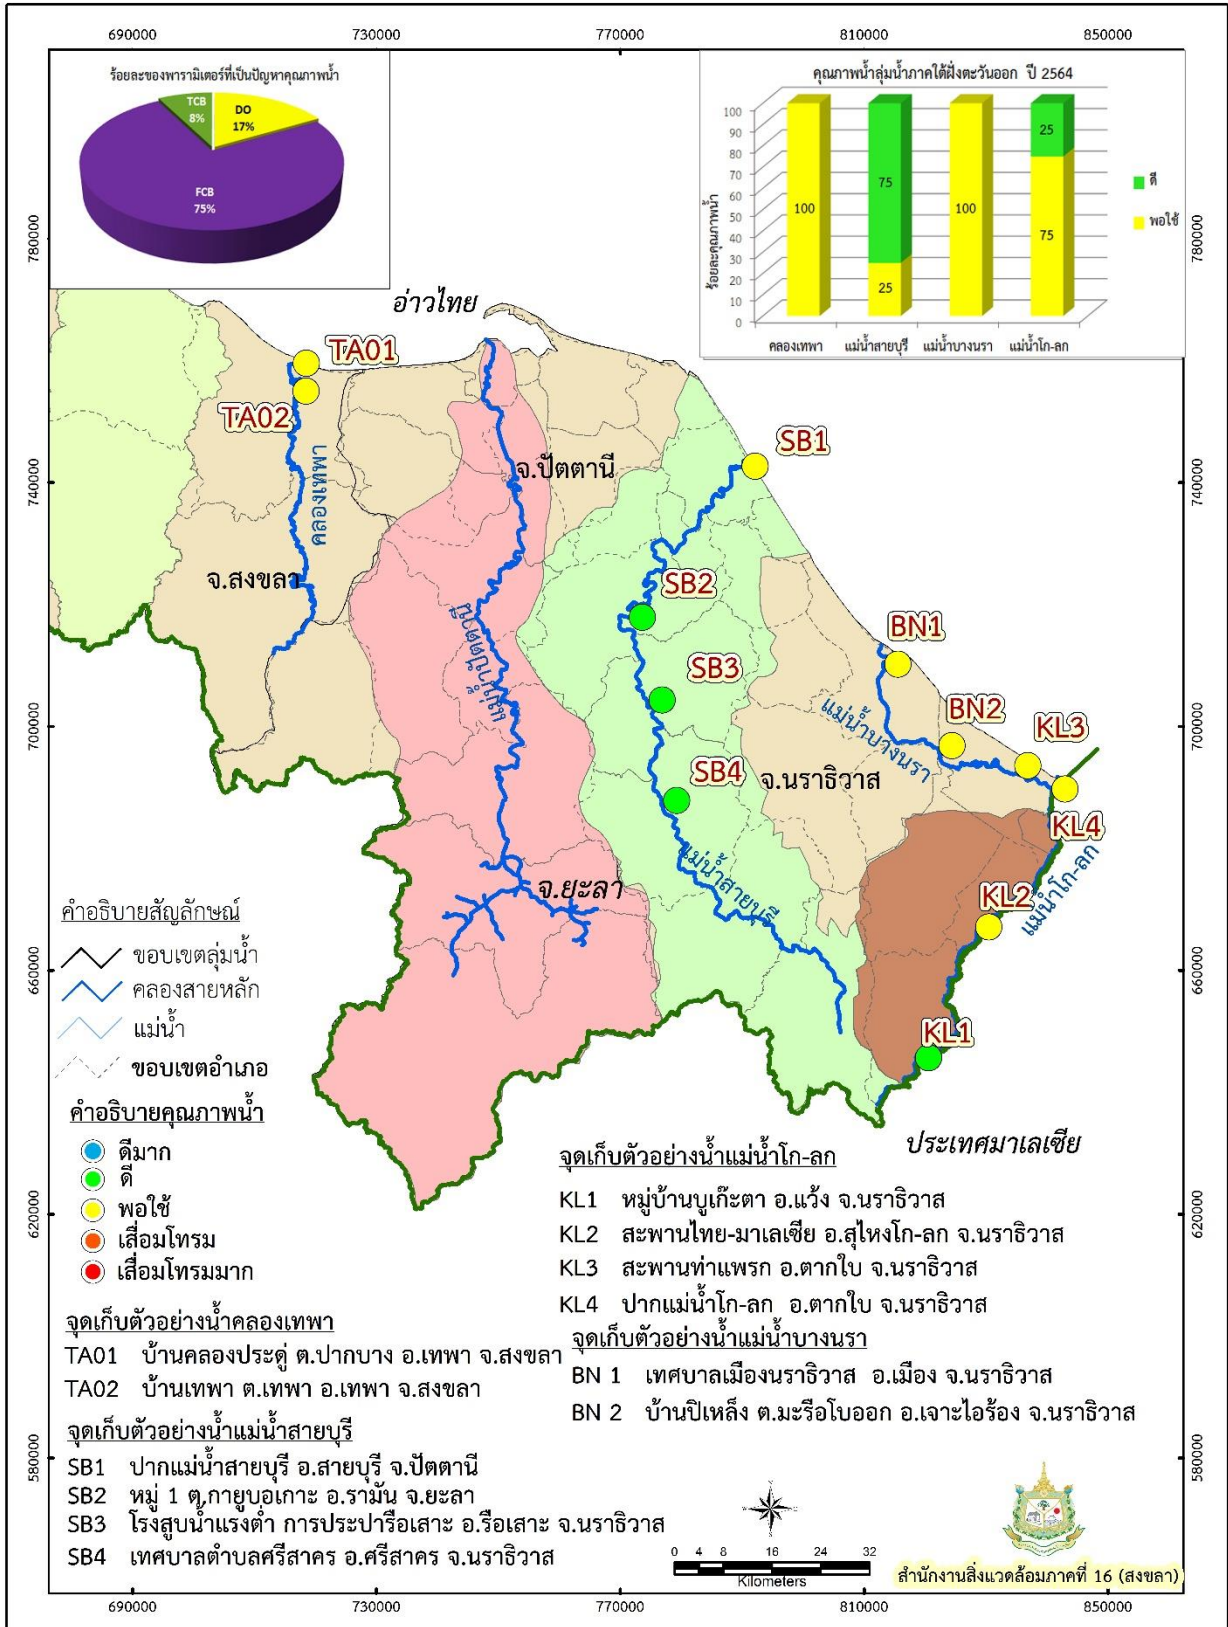 690000 730000 770000 810000 850000
ร้อยละของพารามิเตอร์ที่เป็นปัญหาคุณภาพน้ำ
TCB
8%
DO
17%
FCB
75%
คุณภาพน้ำลุ่มน้ำภาคใต้ฝั่งตะวันออก ปี 2564
ร้อยละคุณภาพน้ำ
100
90
80
70
60
50
40
30
20
10
0
100
75
25
100
25
75
คลองเทพา แม่น้ำสายบุรี แม่น้ำบางนรา แม่น้ำโก-ลก
ดี
พอใช้
780000
740000
700000
660000
620000
580000
780000
740000
700000
660000
620000
580000
อ่าวไทย
TA01
TA02
คลองเทพา
จ.สงขลา
จ.ปัตตานี
แม่น้ำปัตตานี
จ.ยะลา
SB1
SB2
SB3
SB4
แม่น้ำสายบุรี
BN1
BN2
แม่น้ำบางนรา
จ.นราธิวาส
KL3
KL4
แม่น้ำโก-ลก
KL2
KL1
ประเทศมาเลเซีย
คำอธิบายสัญลักษณ์
ขอบเขตลุ่มน้ำ
คลองสายหลัก
แม่น้ำ
ขอบเขตอำเภอ
คำอธิบายคุณภาพน้ำ
ดีมาก
ดี
พอใช้
เสื่อมโทรม
เสื่อมโทรมมาก
จุดเก็บตัวอย่างน้ำคลองเทพา
TA01 บ้านคลองประดู่ ต.ปากบาง อ.เทพา จ.สงขลา
TA02 บ้านเทพา ต.เทพา อ.เทพา จ.สงขลา
จุดเก็บตัวอย่างน้ำแม่น้ำสายบุรี
SB1 ปากแม่น้ำสายบุรี อ.สายบุรี จ.ปัตตานี
SB2 หมู่ 1 ต.กายูบอเกาะ อ.รามัน จ.ยะลา
SB3 โรงสูบน้ำแรงต่ำ การประปารือเสาะ อ.รือเสาะ จ.นราธิวาส
SB4 เทศบาลตำบลศรีสาคร อ.ศรีสาคร จ.นราธิวาส
จุดเก็บตัวอย่างน้ำแม่น้ำโก-ลก
KL1 หมู่บ้านบูเก๊ะตา อ.แว้ง จ.นราธิวาส
KL2 สะพานไทย-มาเลเซีย อ.สุไหงโก-ลก จ.นราธิวาส
KL3 สะพานท่าแพรก อ.ตากใบ จ.นราธิวาส
KL4 ปากแม่น้ำโก-ลก อ.ตากใบ จ.นราธิวาส
จุดเก็บตัวอย่างน้ำแม่น้ำบางนรา
BN 1 เทศบาลเมืองนราธิวาส อ.เมือง จ.นราธิวาส
BN 2 บ้านปิเหล็ง ต.มะรือโบออก อ.เจาะไอร้อง จ.นราธิวาส
0 4 8 16 24 32
Kilometers
สำนักงานสิ่งแวดล้อมภาคที่ 16 (สงขลา)
690000 730000 770000 810000 850000